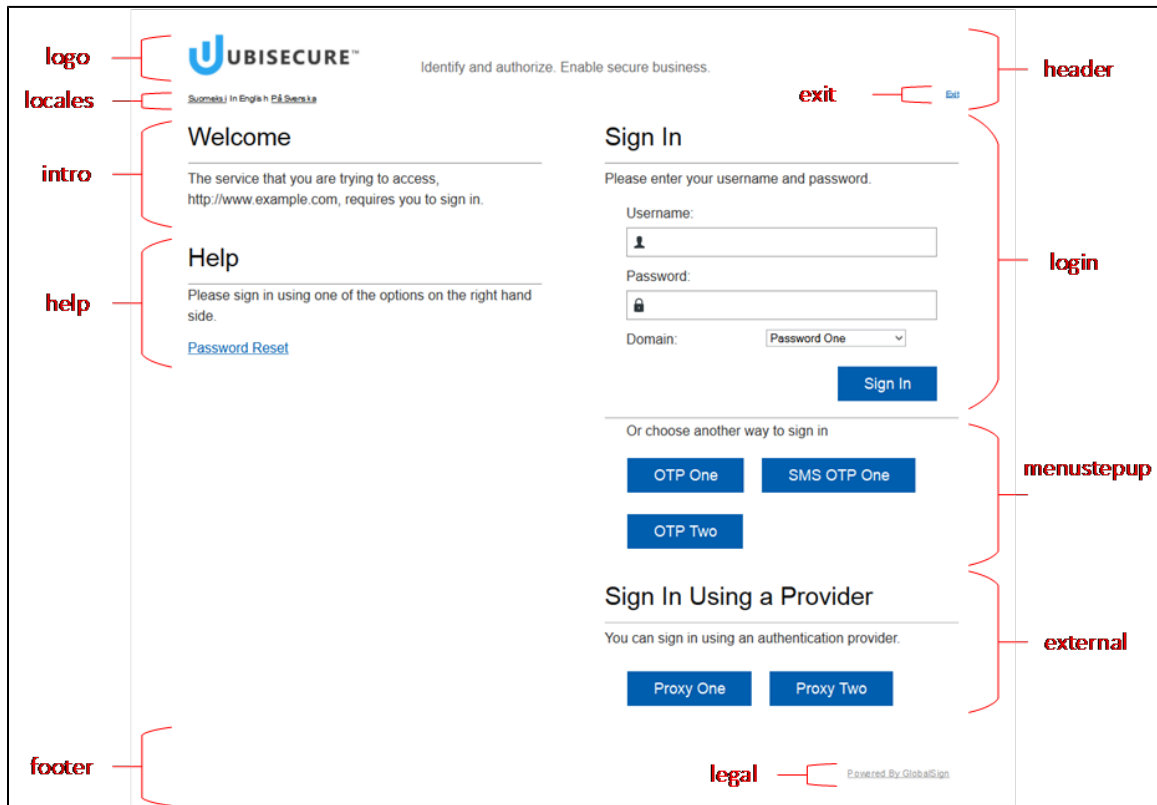 logo
UBISECURE™
Identify and authorize. Enable secure business.
header
locales
Suomeksi In English På Svenska
exit
Exit
intro
Welcome
The service that you are trying to access,
http://www.example.com, requires you to sign in.
help
Help
Please sign in using one of the options on the right hand
side.
Password Reset
Sign In
Please enter your username and password.
Username:
Password:
Domain:
Password One
Sign In
login
Or choose another way to sign in
OTP One
SMS OTP One
OTP Two
menustepup
Sign In Using a Provider
You can sign in using an authentication provider.
Proxy One
Proxy Two
external
footer
legal
Powered By GlobalSign